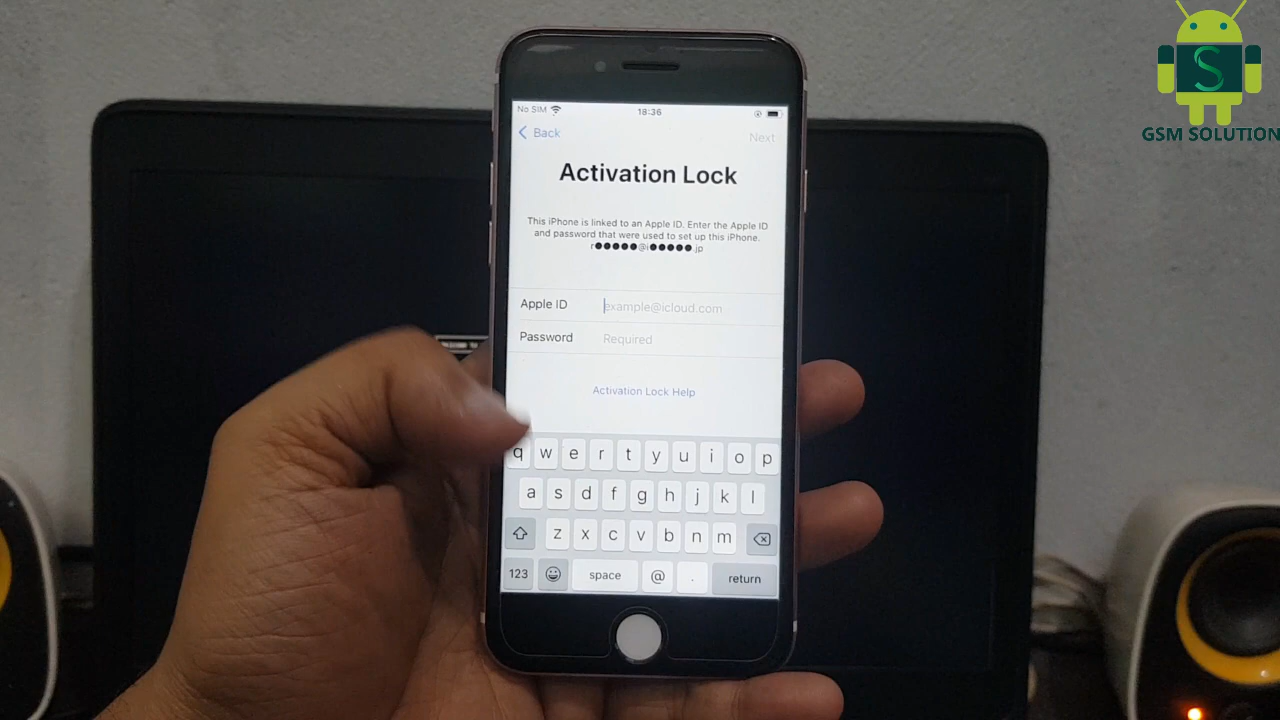 No SIM 18:36
Back Next
Activation Lock
This iPhone is linked to an Apple ID. Enter the Apple ID
and password that were used to set up this iPhone.
r●●●●●@i●●●●●.jp
Apple ID example@icloud.com
Password Required
Activation Lock Help
q w e r t y u i o p
a s d f g h j k l
z x c v b n m
123 space @ . return
S
GSM SOLUTION